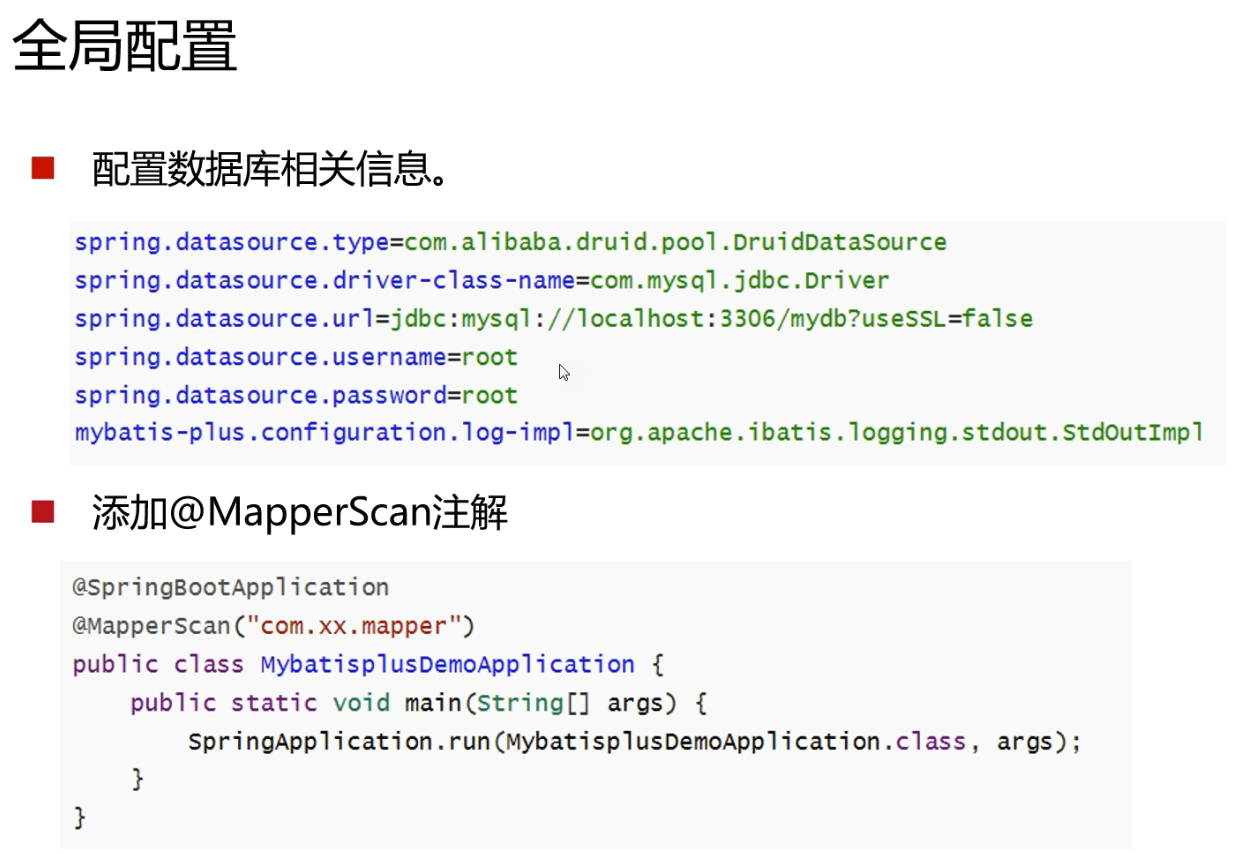 全局配置
配置数据库相关信息。
spring.datasource.type=com.alibaba.druid.pool.DruidDataSource
spring.datasource.driver-class-name=com.mysql.jdbc.Driver
spring.datasource.url=jdbc:mysql://localhost:3306/mydb?useSSL=false
spring.datasource.username=root
spring.datasource.password=root
mybatis-plus.configuration.log-impl=org.apache.ibatis.logging.stdout.StdOutImpl
添加@MapperScan注解
@SpringBootApplication
@MapperScan("com.xx.mapper")
public class MybatisplusDemoApplication {
    public static void main(String[] args) {
        SpringApplication.run(MybatisplusDemoApplication.class, args);
    }
}